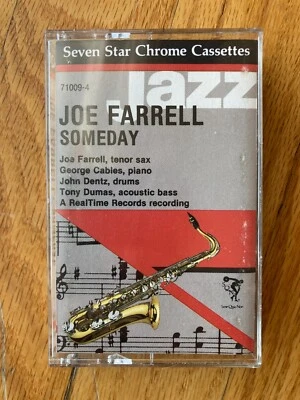 Seven Star Chrome Cassettes
Jazz
71009-4
JOE FARRELL
SOMEDAY
Joe Farrell, tenor sax
George Cables, piano
John Dentz, drums
Tony Dumas, acoustic bass
A RealTime Records recording